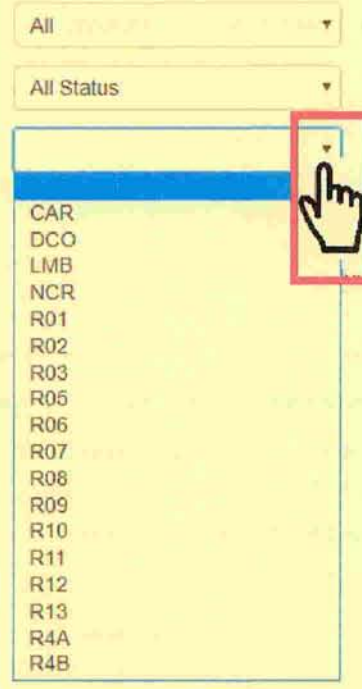 All
All Status
CAR
DCO
LMB
NCR
R01
R02
R03
R05
R06
R07
R08
R09
R10
R11
R12
R13
R4A
R4B